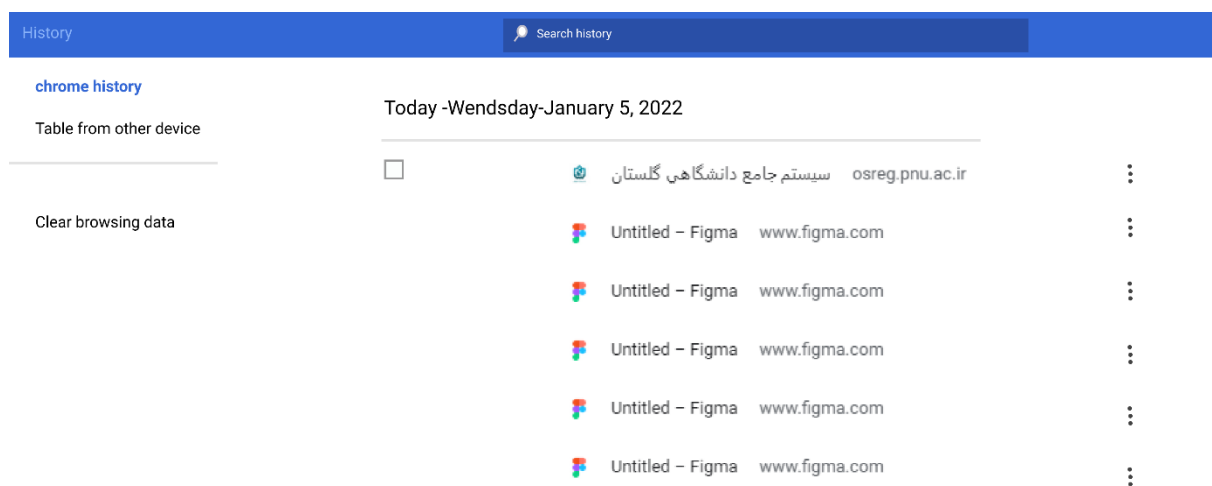 History
Search history
chrome history
Table from other device
Clear browsing data
Today -Wendsday-January 5, 2022
سیستم جامع دانشگاهي گلستان osreg.pnu.ac.ir
Untitled – Figma www.figma.com
Untitled – Figma www.figma.com
Untitled – Figma www.figma.com
Untitled – Figma www.figma.com
Untitled – Figma www.figma.com